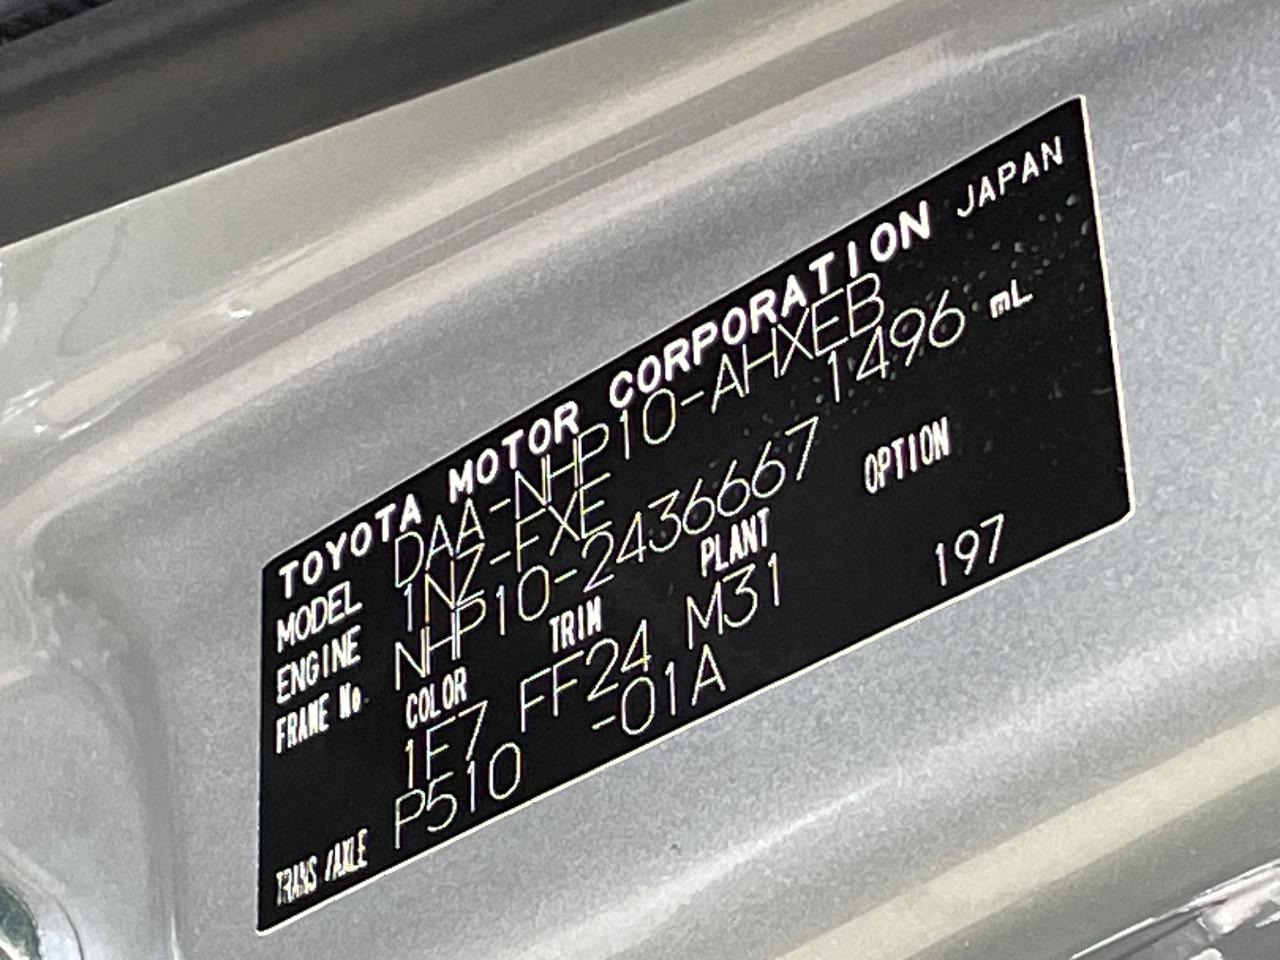 TOYOTA MOTOR CORPORATION JAPAN
MODEL DAA-NHP10-AHXEB
ENGINE 1NZ-FXE 1496 mL
FRAME No. NHP10-2436667
COLOR TRIM PLANT OPTION
1F7 FF24 M31 197
TRANS/AXLE P510 -01A